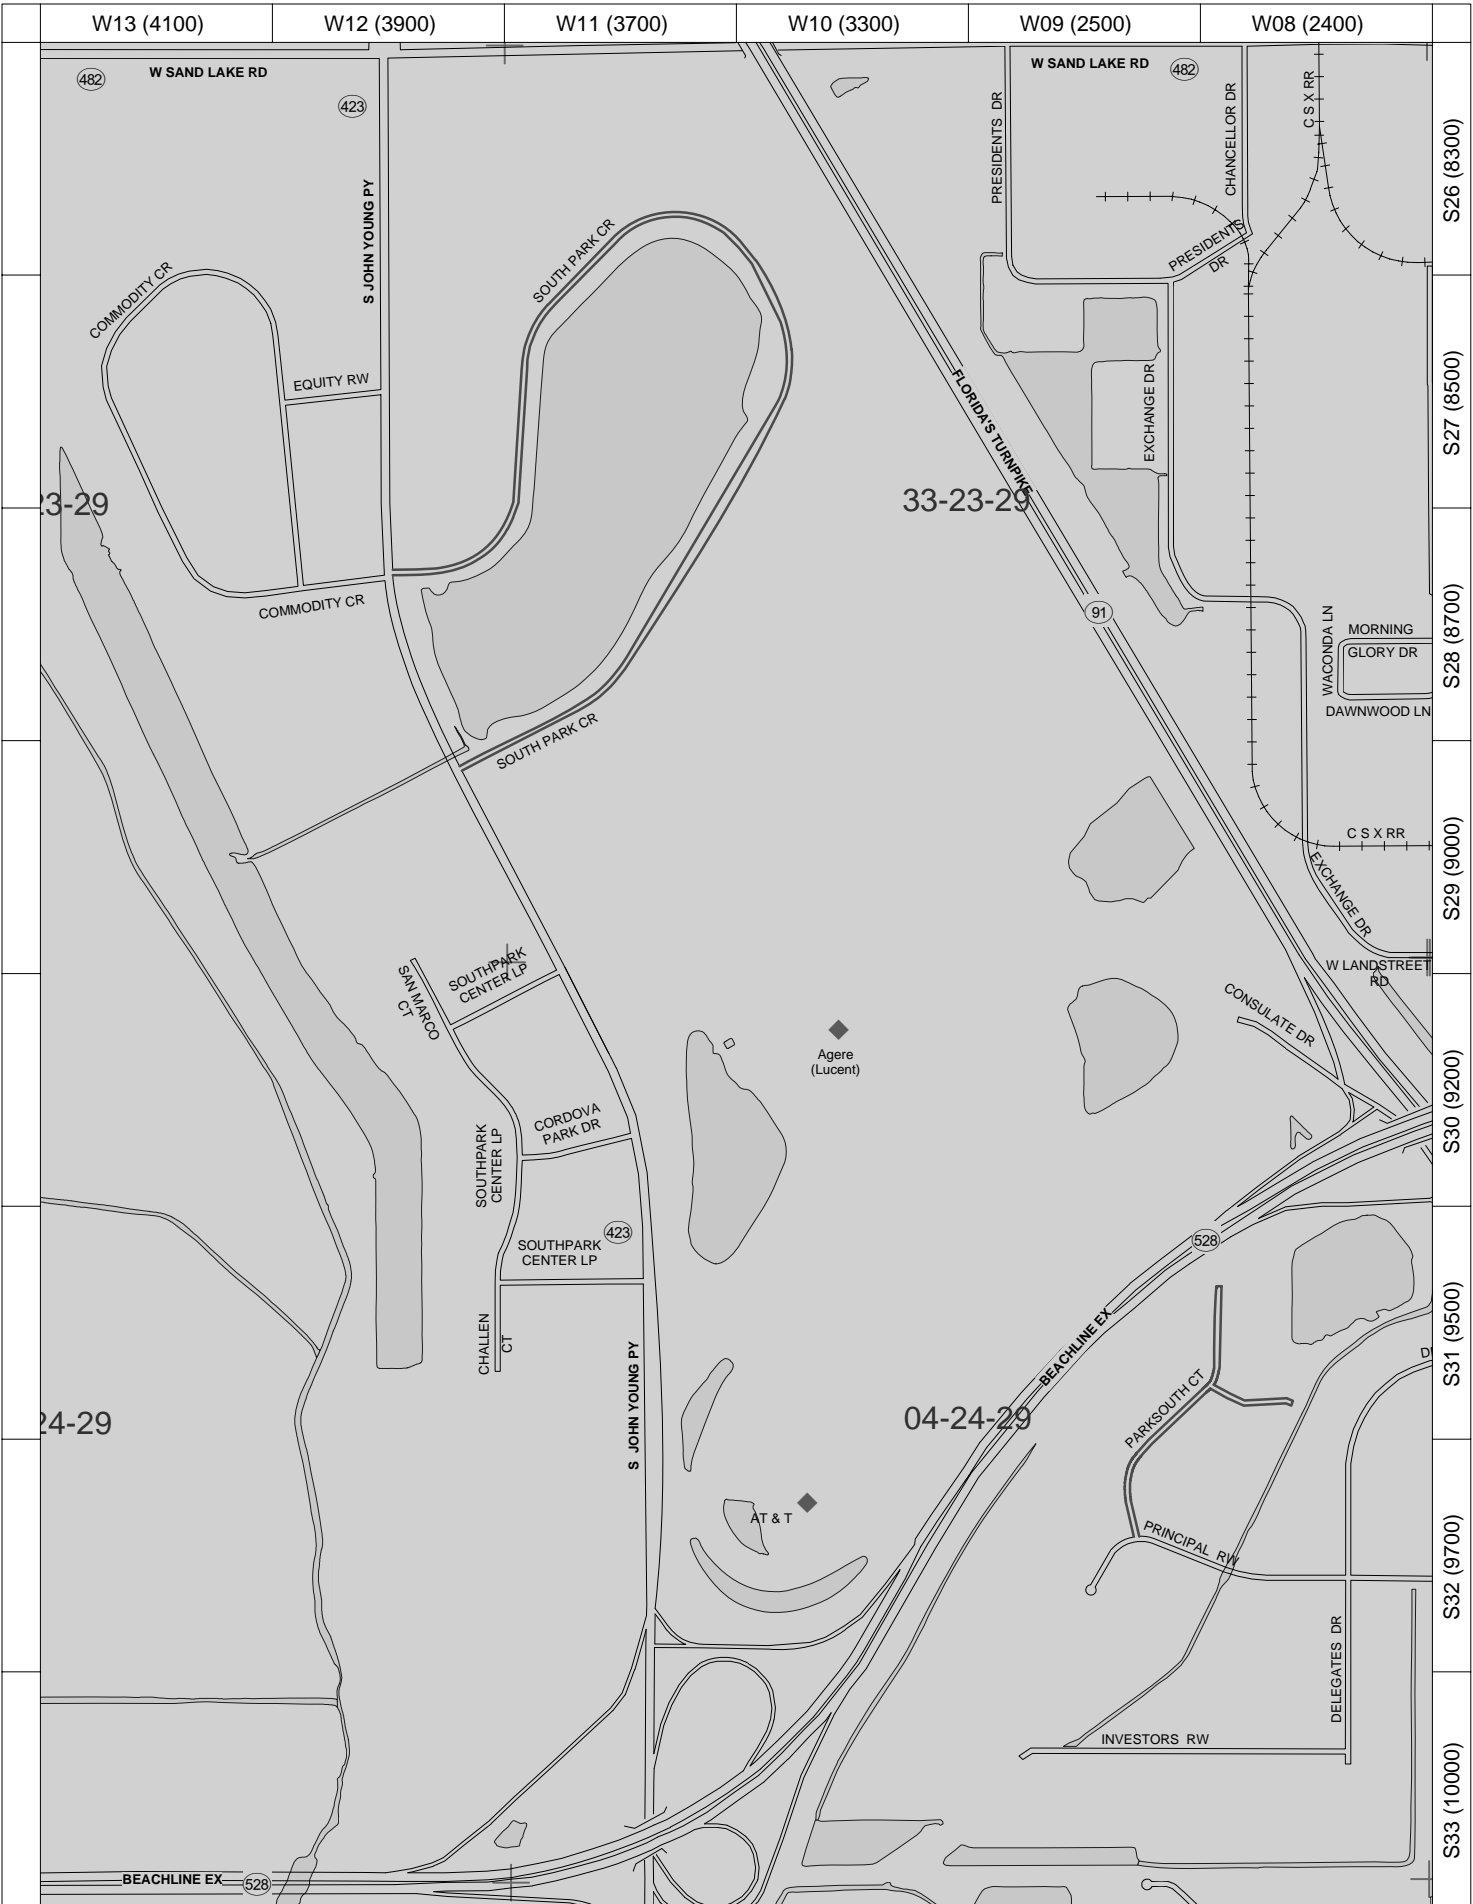 W13 (4100)
W12 (3900)
W11 (3700)
W10 (3300)
W09 (2500)
W08 (2400)
482
W SAND LAKE RD
423
W SAND LAKE RD
482
PRESIDENTS DR
CHANCELLOR DR
C S X RR
S26 (8300)
S JOHN YOUNG PY
SOUTH PARK CR
COMMODITY CR
PRESIDENTS
DR
EQUITY RW
FLORIDA'S TURNPIKE
EXCHANGE DR
S27 (8500)
23-29
33-23-29
COMMODITY CR
91
WACONDA LN
MORNING
GLORY DR
DAWNWOOD LN
S28 (8700)
SOUTH PARK CR
C S X RR
EXCHANGE DR
S29 (9000)
SAN MARCO
CT
SOUTHPARK
CENTER LP
W LANDSTREET
RD
CONSULATE DR
Agere
(Lucent)
S30 (9200)
CORDOVA
PARK DR
SOUTHPARK
CENTER LP
423
SOUTHPARK
CENTER LP
528
CHALLEN
CT
S JOHN YOUNG PY
BEACHLINE EX
PARKSOUTH CT
S31 (9500)
24-29
04-24-29
AT & T
PRINCIPAL RW
S32 (9700)
DELEGATES DR
INVESTORS RW
S33 (10000)
BEACHLINE EX
528